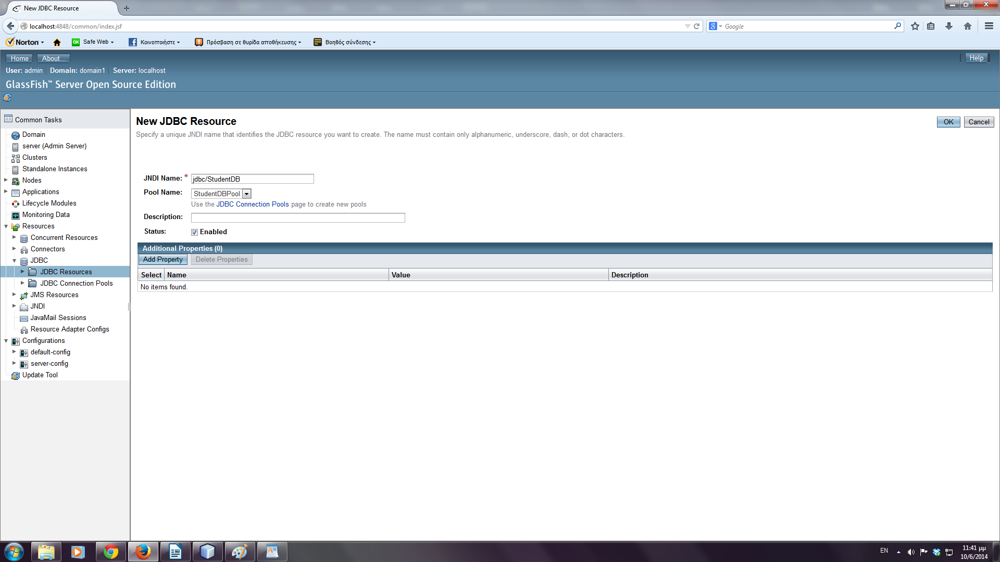 New JDBC Resource
localhost:4848/common/index.jsf
Google
Norton
OK Safe Web
Κοινοποιήστε
Πρόσβαση σε θυρίδα αποθήκευσης
Βοηθός σύνδεσης
Home About... Help
User: admin Domain: domain1 Server: localhost
GlassFish™ Server Open Source Edition
Common Tasks
Domain
server (Admin Server)
Clusters
Standalone Instances
Nodes
Applications
Lifecycle Modules
Monitoring Data
Resources
Concurrent Resources
Connectors
JDBC
JDBC Resources
JDBC Connection Pools
JMS Resources
JNDI
JavaMail Sessions
Resource Adapter Configs
Configurations
default-config
server-config
Update Tool
New JDBC Resource
OK Cancel
Specify a unique JNDI name that identifies the JDBC resource you want to create. The name must contain only alphanumeric, underscore, dash, or dot characters.
JNDI Name: * jdbc/StudentDB
Pool Name: StudentDBPool
Use the JDBC Connection Pools page to create new pools
Description:
Status: Enabled
Additional Properties (0)
Add Property Delete Properties
Select Name Value Description
No items found.
EN
11:41 μμ
10/6/2014